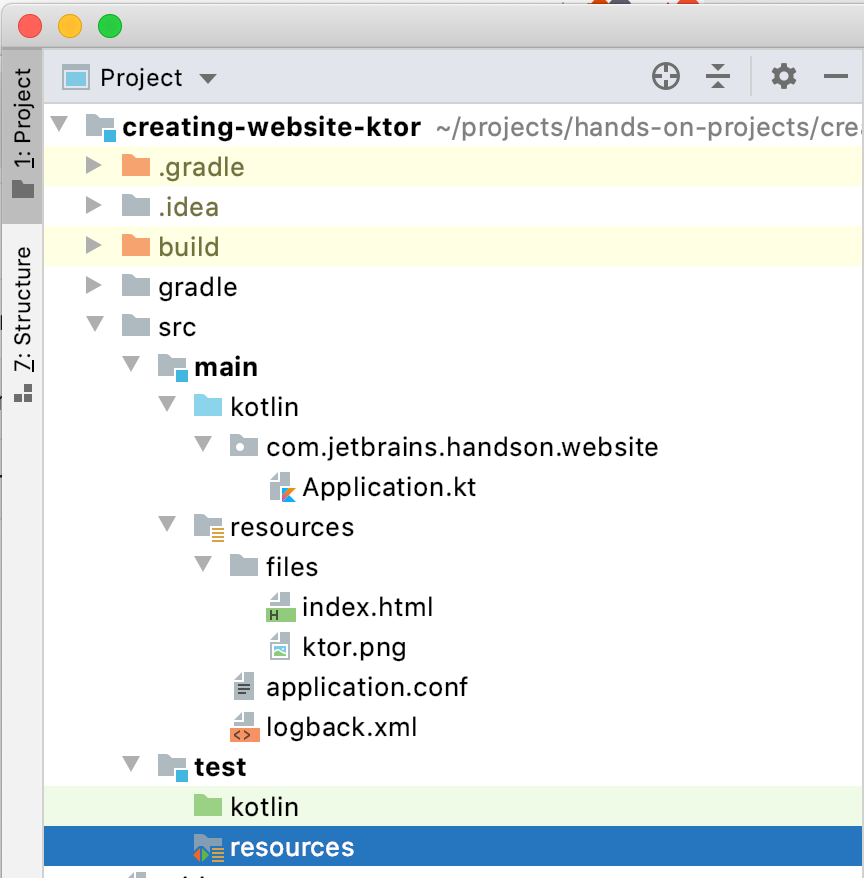 Project
1: Project
creating-website-ktor ~/projects/hands-on-projects/cre
.gradle
.idea
build
gradle
Z: Structure
src
main
kotlin
com.jetbrains.handson.website
Application.kt
resources
files
index.html
H
ktor.png
application.conf
logback.xml
<>
test
kotlin
resources